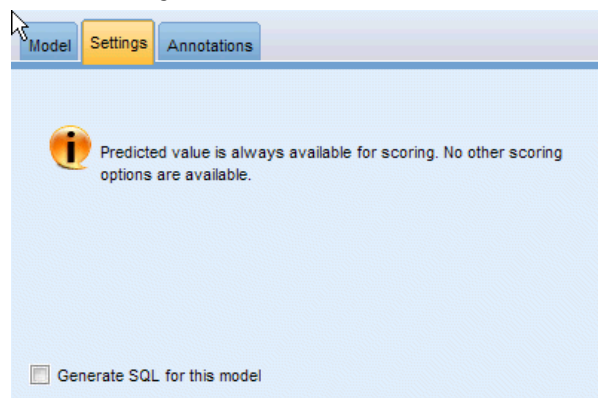 Model Settings Annotations
Predicted value is always available for scoring. No other scoring
options are available.
Generate SQL for this model